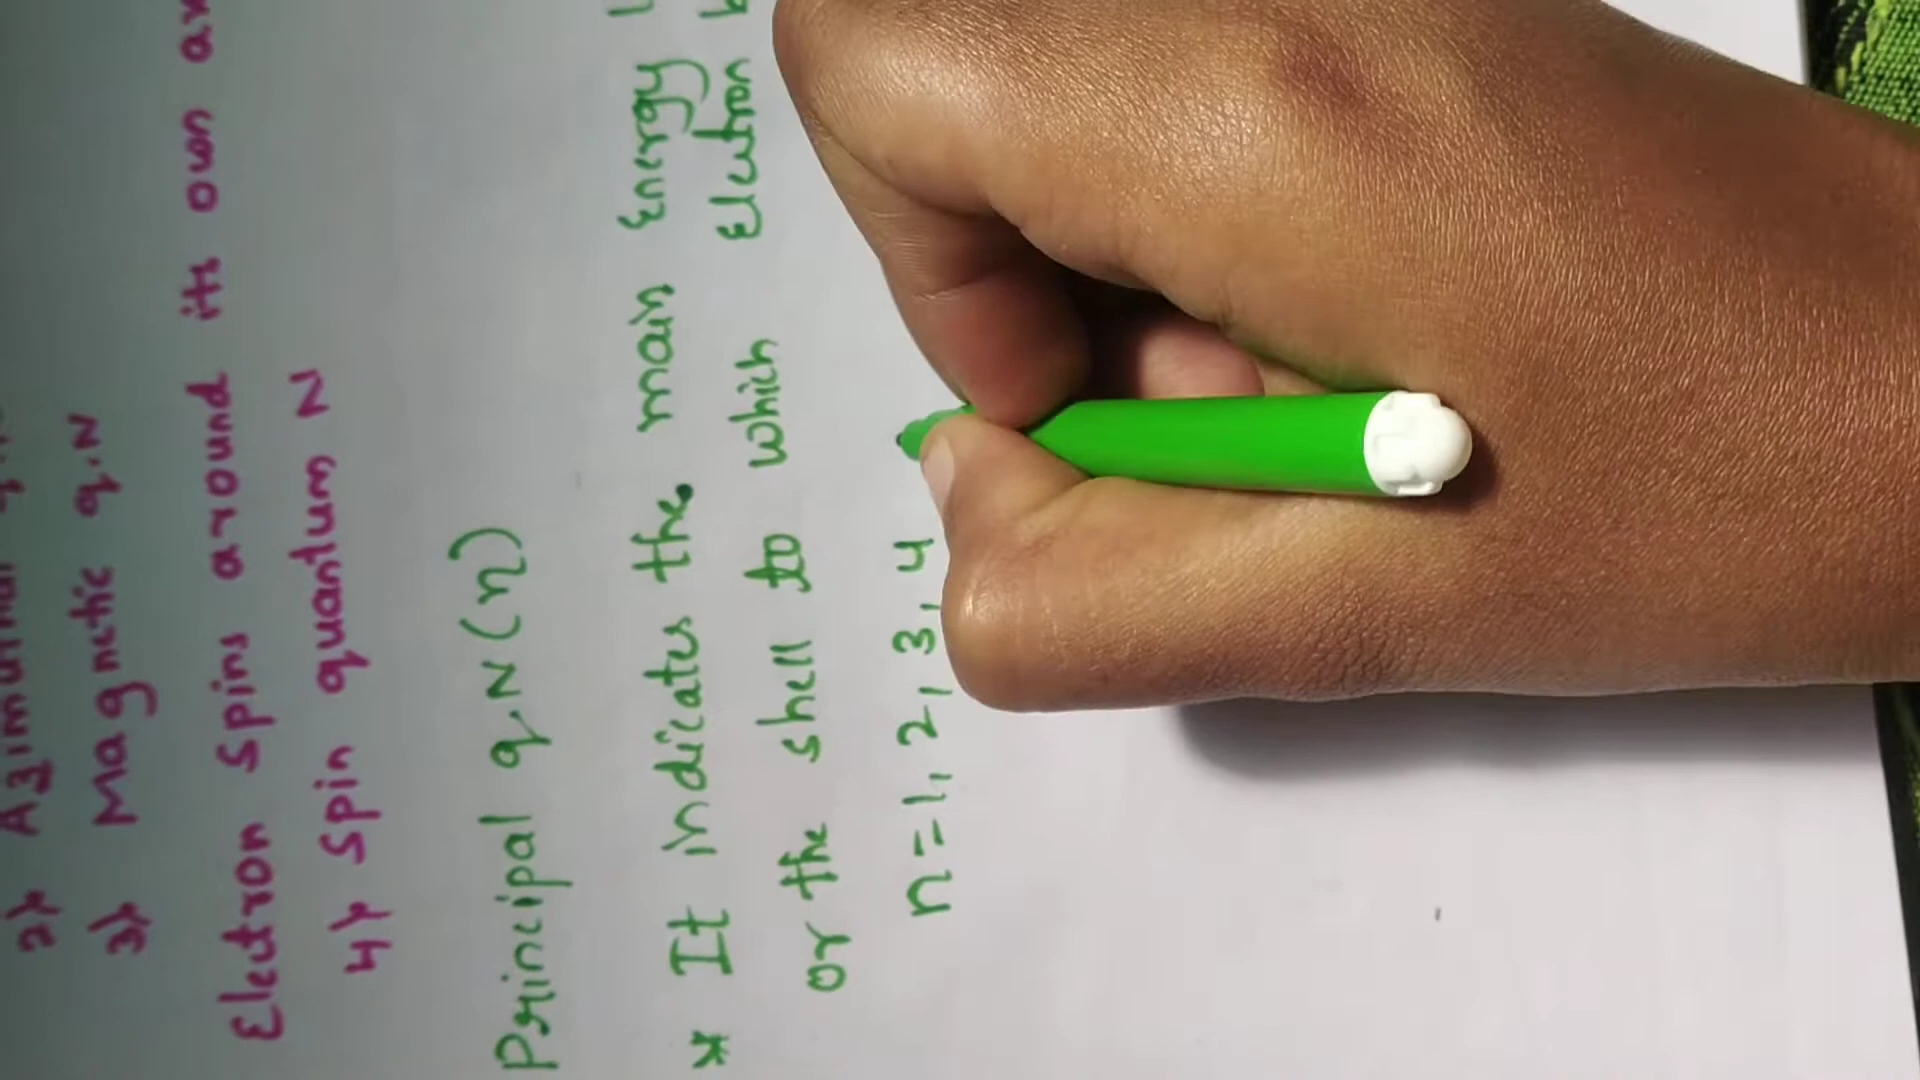 2) Azimuthal q.N
3) Magnetic q.N
Electron spins around its own
4) Spin quantum N
Principal q.N (n)
* It indicates the main Energy
or the shell to which Electron
n = 1, 2, 3, 4